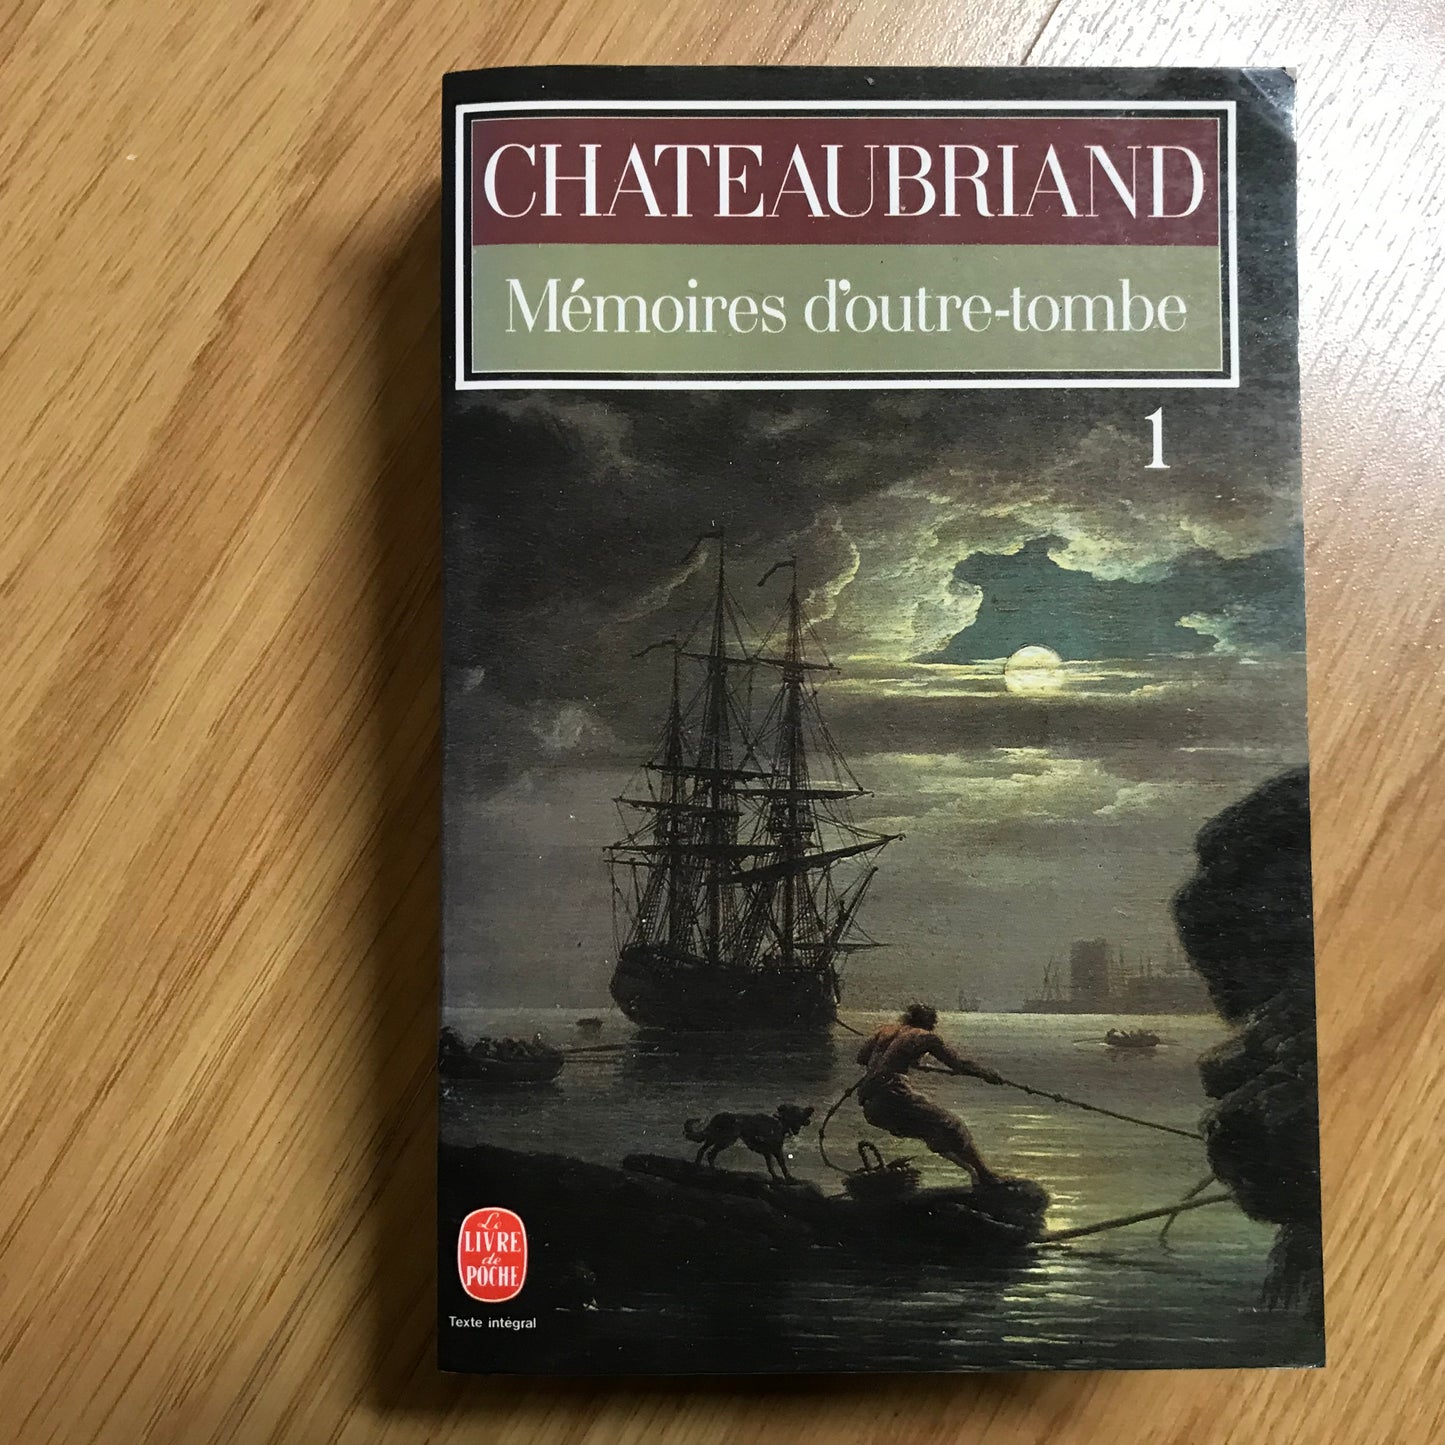 CHATEAUBRIAND
Mémoires d'outre-tombe
1
Le
LIVRE
de
POCHE
Texte intégral